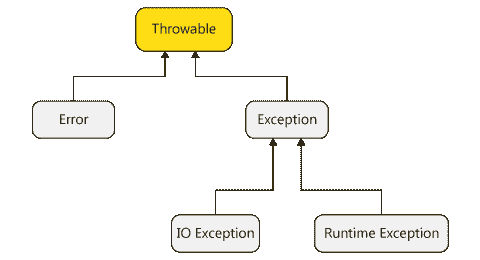 Throwable
Error
Exception
IO Exception
Runtime Exception